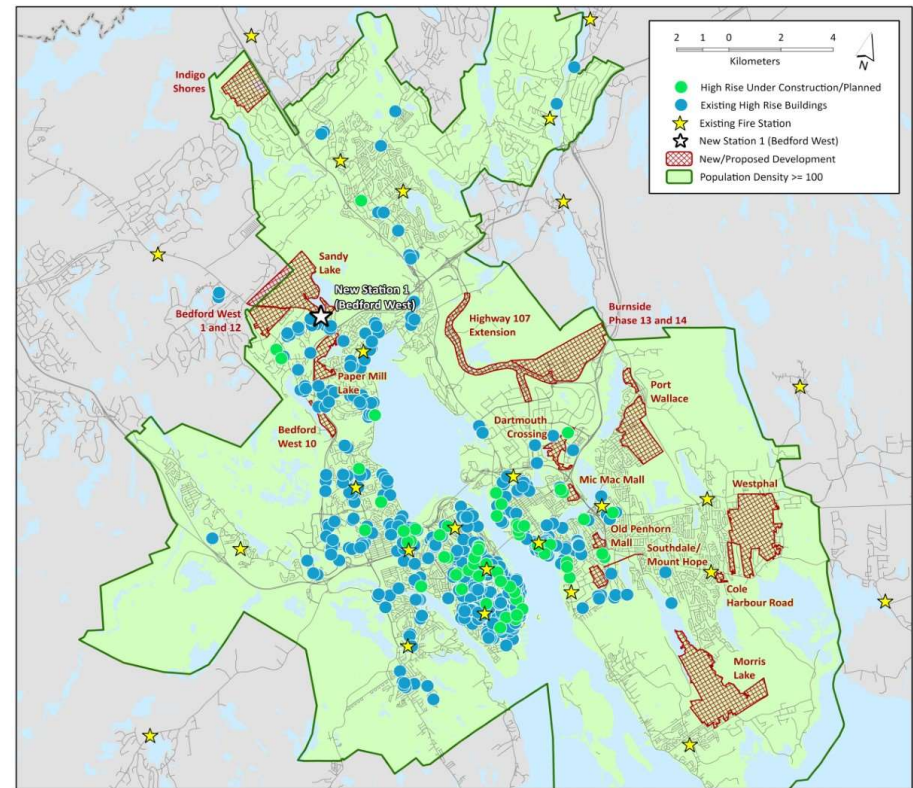 2 1 0 2 4
Kilometers
N
High Rise Under Construction/Planned
Existing High Rise Buildings
Existing Fire Station
New Station 1 (Bedford West)
New/Proposed Development
Population Density >= 100
Indigo
Shores
Sandy
Lake
New Station 1
(Bedford West)
Bedford West
1 and 12
Highway 107
Extension
Burnside
Phase 13 and 14
Paper Mill
Lake
Port
Wallace
Bedford
West 10
Dartmouth
Crossing
Mic Mac Mall
Westphal
Old Penhorn
Mall
Southdale/
Mount Hope
Cole
Harbour Road
Morris
Lake